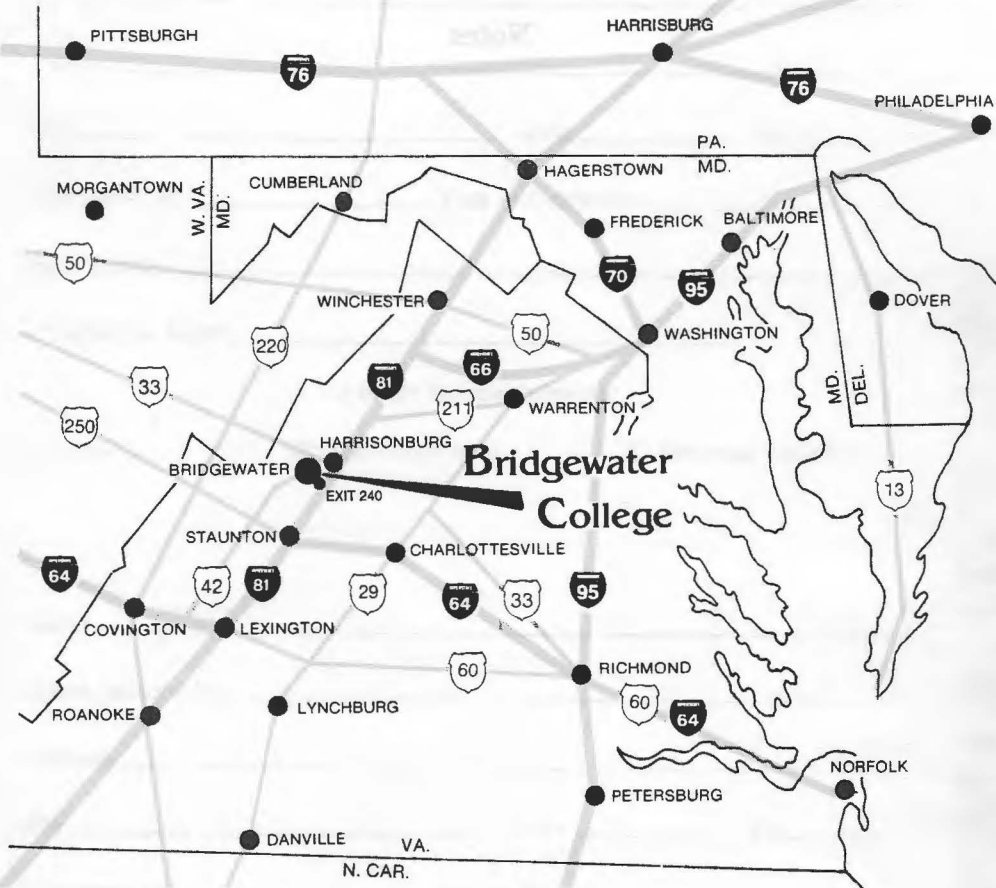 Notes
PITTSBURGH
HARRISBURG
76
76
PHILADELPHIA
PA.
MD.
HAGERSTOWN
MORGANTOWN
W. VA.
MD.
CUMBERLAND
FREDERICK
BALTIMORE
50
70
95
WINCHESTER
DOVER
WASHINGTON
50
220
33
81
66
MD.
DEL.
211
WARRENTON
250
HARRISONBURG
BRIDGEWATER
Bridgewater
EXIT 240
College
13
STAUNTON
CHARLOTTESVILLE
64
42
81
29
64
33
95
COVINGTON
LEXINGTON
60
RICHMOND
60
64
ROANOKE
LYNCHBURG
NORFOLK
PETERSBURG
DANVILLE
VA.
N. CAR.